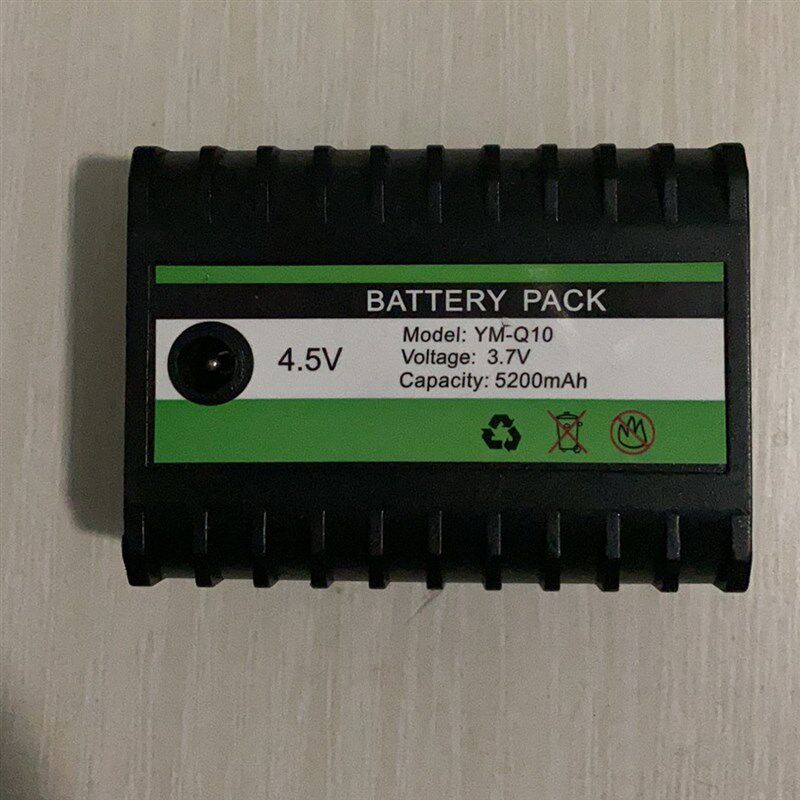 BATTERY PACK
4.5V
Model: YM-Q10
Voltage: 3.7V
Capacity: 5200mAh